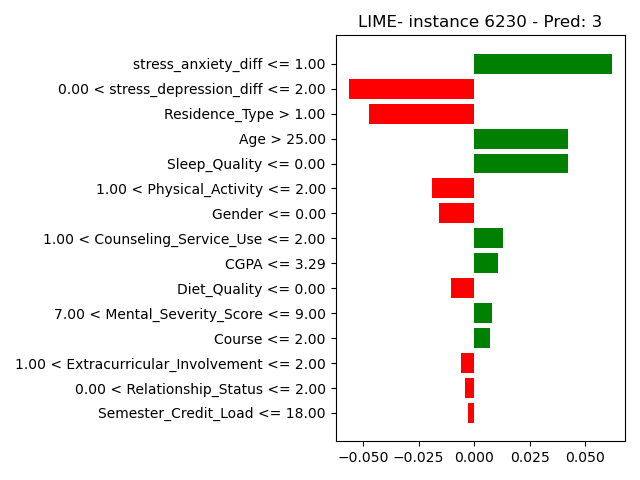 LIME- instance 6230 - Pred: 3
stress_anxiety_diff <= 1.00
0.00 < stress_depression_diff <= 2.00
Residence_Type > 1.00
Age > 25.00
Sleep_Quality <= 0.00
1.00 < Physical_Activity <= 2.00
Gender <= 0.00
1.00 < Counseling_Service_Use <= 2.00
CGPA <= 3.29
Diet_Quality <= 0.00
7.00 < Mental_Severity_Score <= 9.00
Course <= 2.00
1.00 < Extracurricular_Involvement <= 2.00
0.00 < Relationship_Status <= 2.00
Semester_Credit_Load <= 18.00
−0.050 −0.025 0.000 0.025 0.050